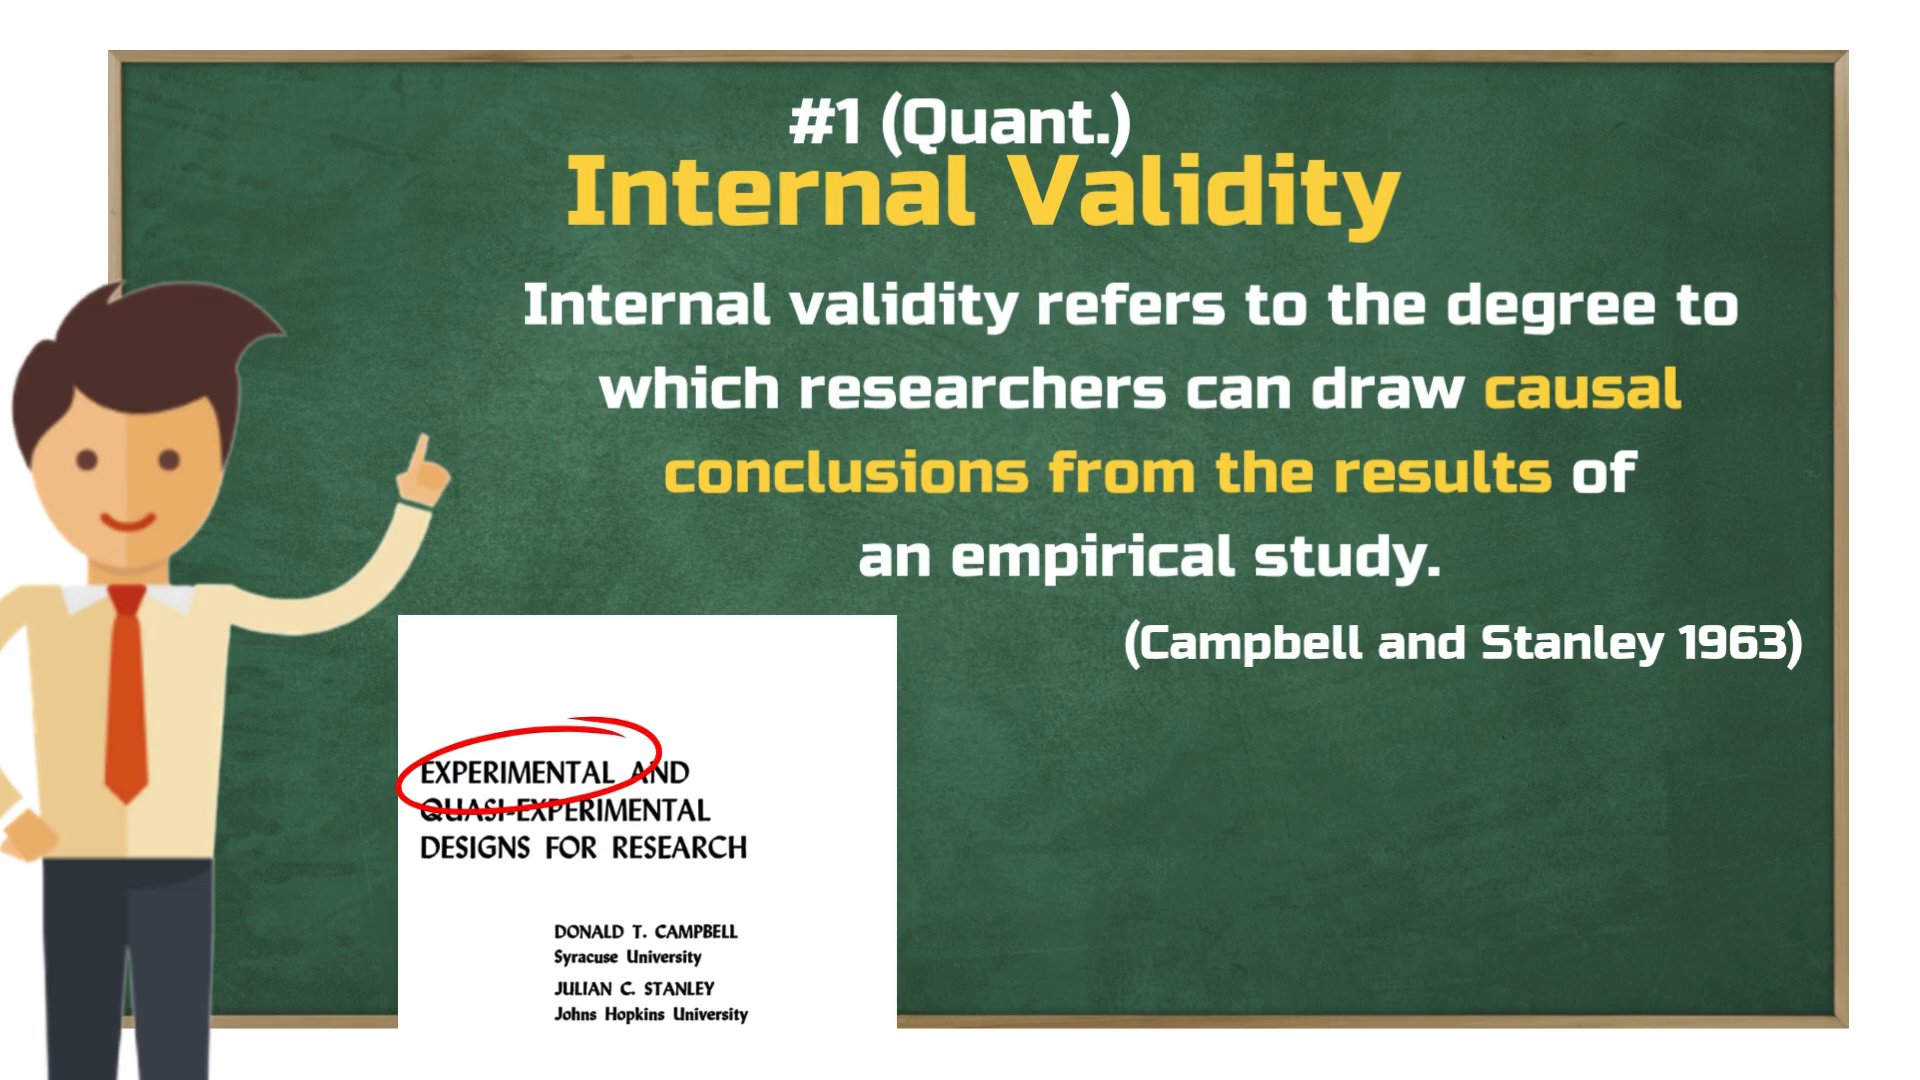 #1 (Quant.)
Internal Validity
Internal validity refers to the degree to
which researchers can draw causal
conclusions from the results of
an empirical study.
(Campbell and Stanley 1963)
EXPERIMENTAL AND
QUASI-EXPERIMENTAL
DESIGNS FOR RESEARCH
DONALD T. CAMPBELL
Syracuse University
JULIAN C. STANLEY
Johns Hopkins University